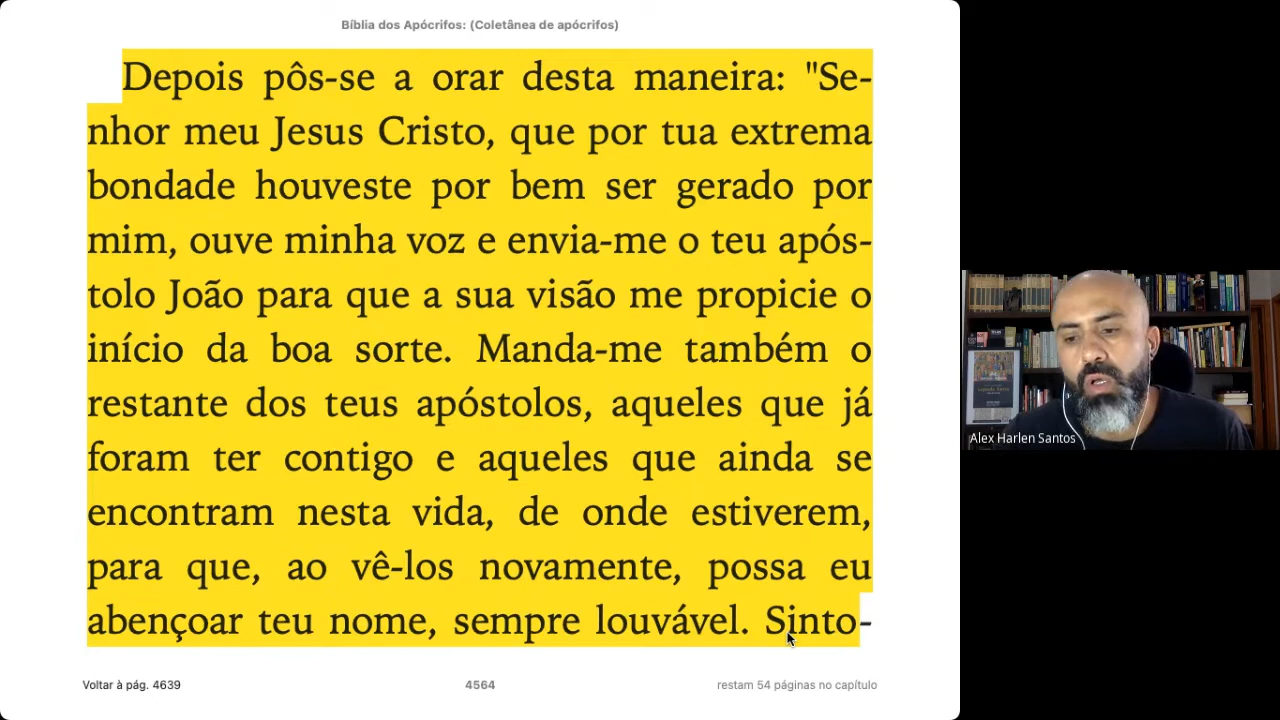 Bíblia dos Apócrifos: (Coletânea de apócrifos)
Depois pôs-se a orar desta maneira: "Se-
nhor meu Jesus Cristo, que por tua extrema
bondade houveste por bem ser gerado por
mim, ouve minha voz e envia-me o teu após-
tolo João para que a sua visão me propicie o
início da boa sorte. Manda-me também o
restante dos teus apóstolos, aqueles que já
foram ter contigo e aqueles que ainda se
encontram nesta vida, de onde estiverem,
para que, ao vê-los novamente, possa eu
abençoar teu nome, sempre louvável. Sinto-
Voltar à pág. 4639
4564
restam 54 páginas no capítulo
Alex Harlen Santos